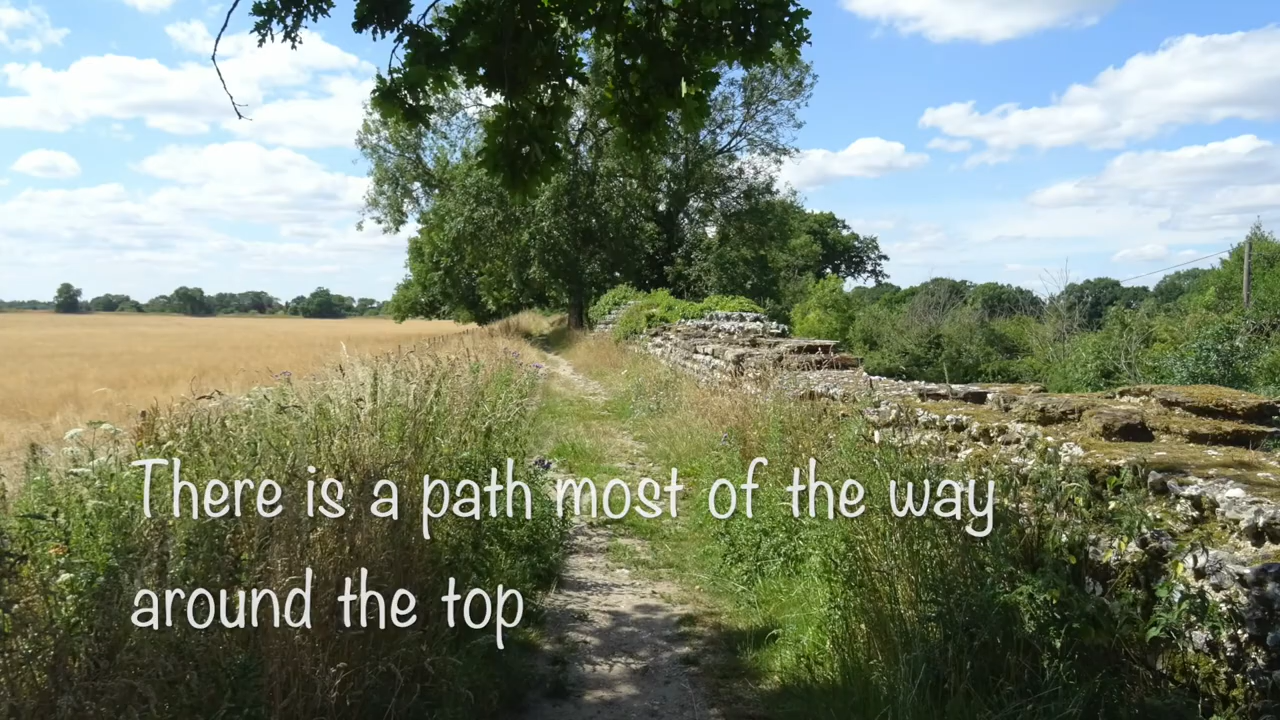 There is a path most of the way
around the top